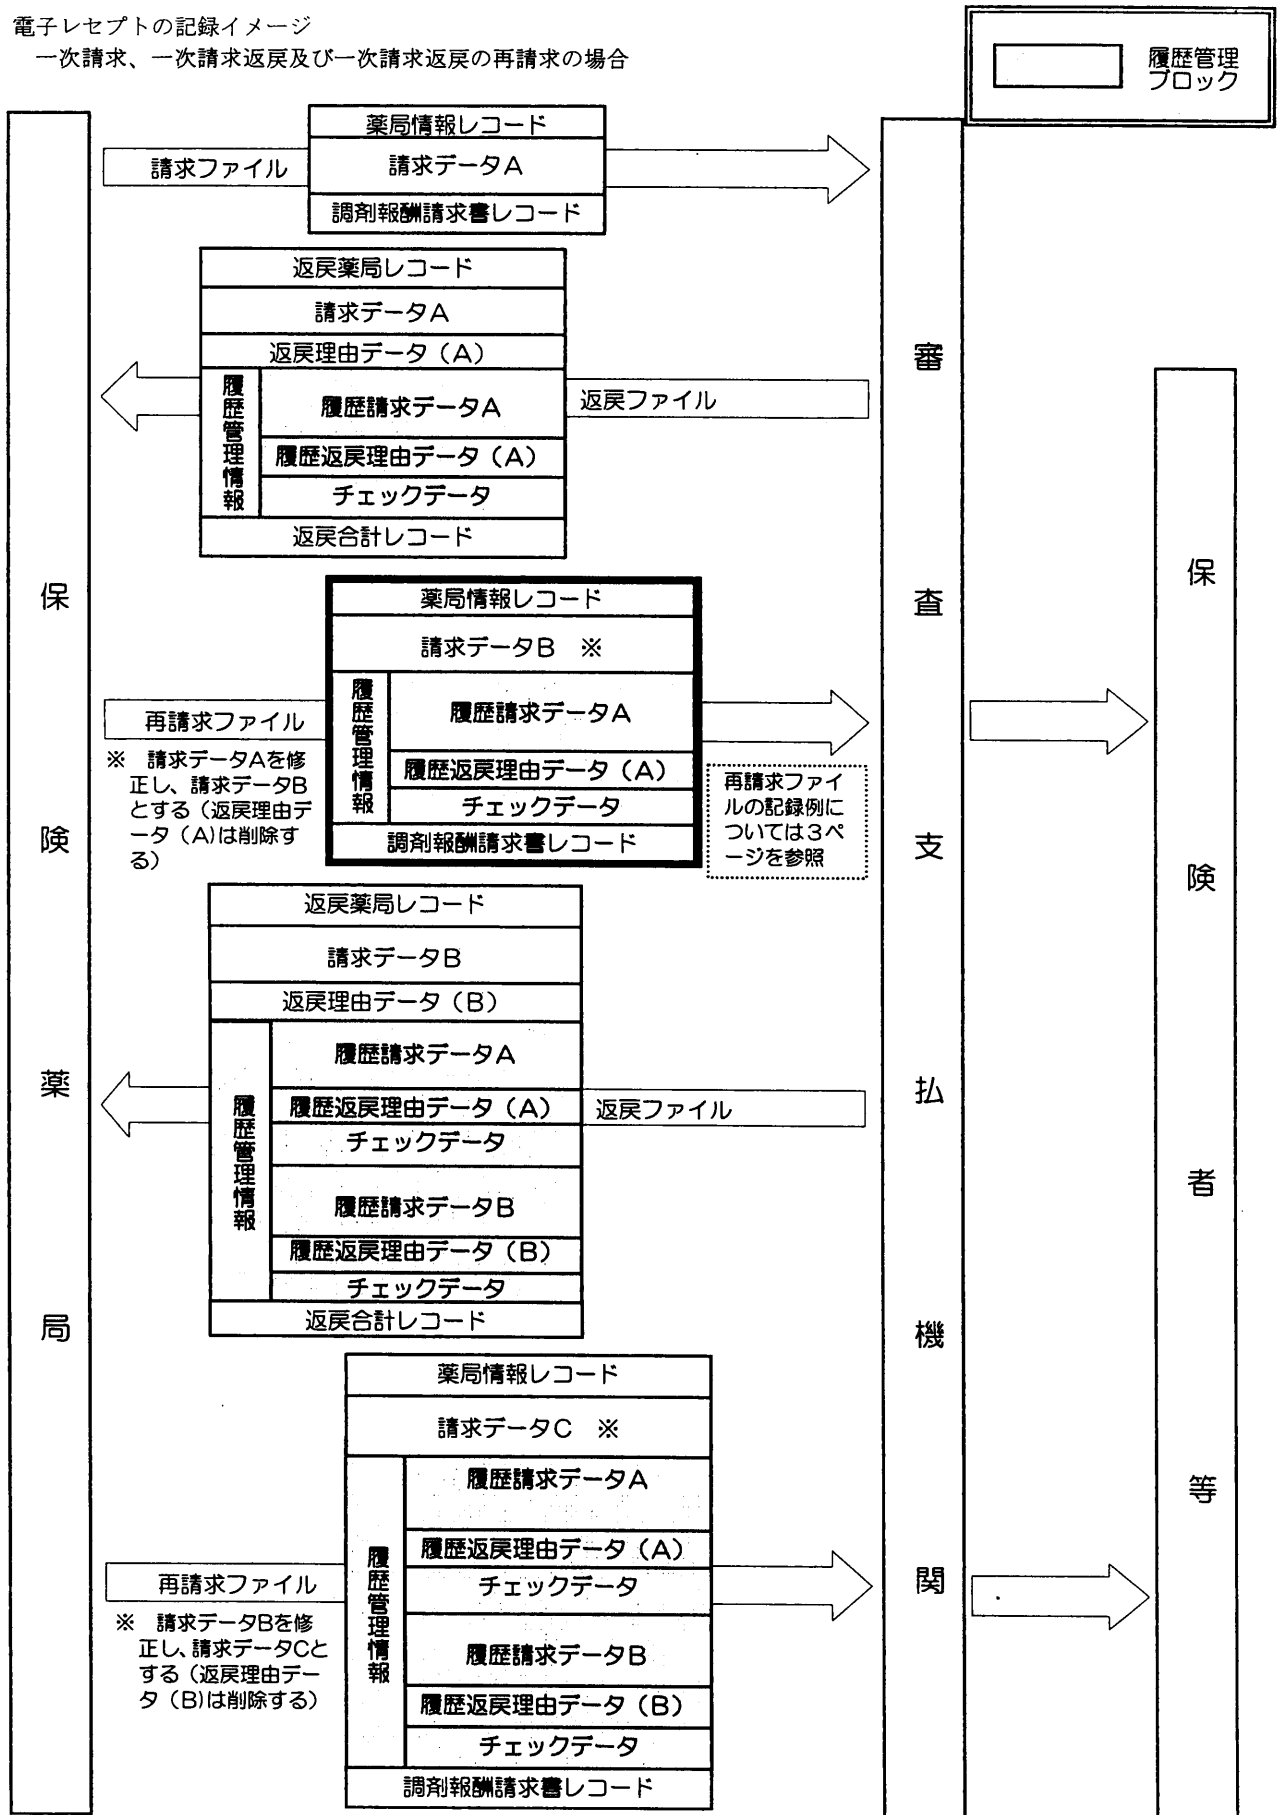 電子レセプトの記録イメージ
一次請求、一次請求返戻及び一次請求返戻の再請求の場合
履歴管理
ブロック
薬局情報レコード
請求ファイル
請求データA
調剤報酬請求書レコード
返戻薬局レコード
請求データA
返戻理由データ（A）
履歴管理情報
履歴請求データA
返戻ファイル
履歴返戻理由データ（A）
チェックデータ
返戻合計レコード
薬局情報レコード
請求データB ※
履歴管理情報
履歴請求データA
再請求ファイル
履歴返戻理由データ（A）
チェックデータ
調剤報酬請求書レコード
※ 請求データAを修
正し、請求データB
とする（返戻理由デ
ータ（A)は削除す
る）
再請求ファイ
ルの記録例に
ついては３ペ
ージを参照
返戻薬局レコード
請求データB
返戻理由データ（B）
履歴管理情報
履歴請求データA
履歴返戻理由データ（A）
返戻ファイル
チェックデータ
履歴請求データB
履歴返戻理由データ（B）
チェックデータ
返戻合計レコード
薬局情報レコード
請求データC ※
履歴管理情報
履歴請求データA
履歴返戻理由データ（A）
再請求ファイル
チェックデータ
履歴請求データB
履歴返戻理由データ（B）
チェックデータ
調剤報酬請求書レコード
※ 請求データBを修
正し、請求データCと
する（返戻理由デー
タ（B)は削除する）
保険薬局
審査支払機関
保険者等